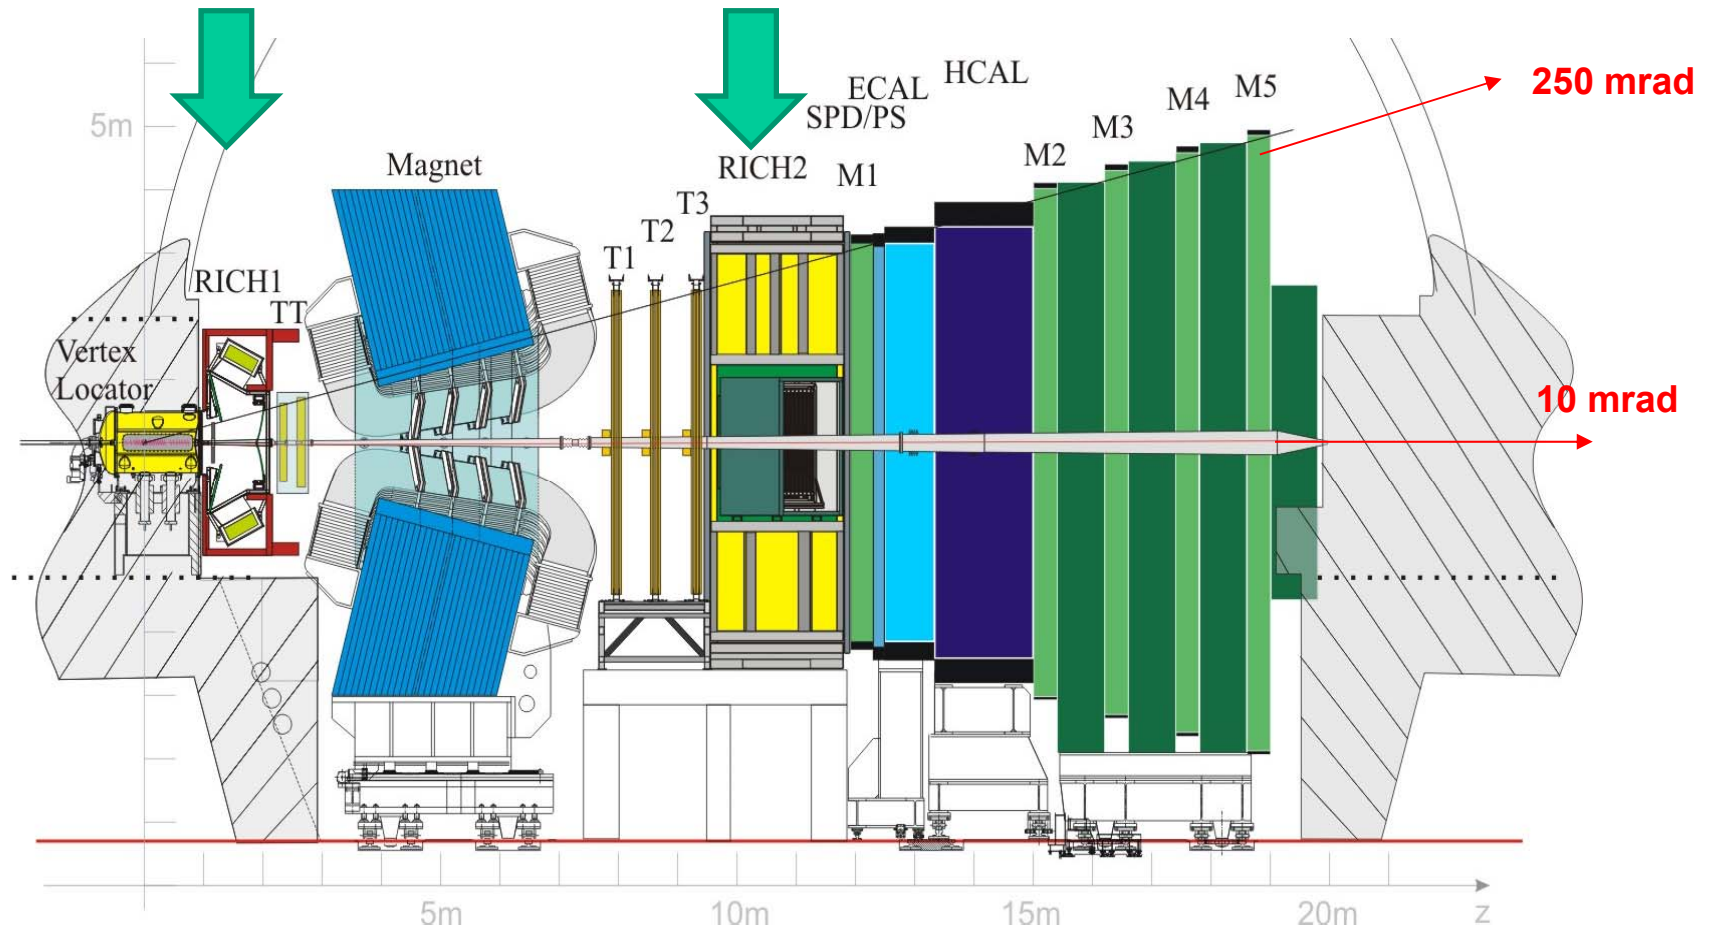 HCAL
ECAL
SPD/PS
250 mrad
M5
M4
M3
M2
5m
Magnet
RICH2
M1
T3
T2
T1
RICH1
TT
Vertex
Locator
10 mrad
5m
10m
15m
20m
z